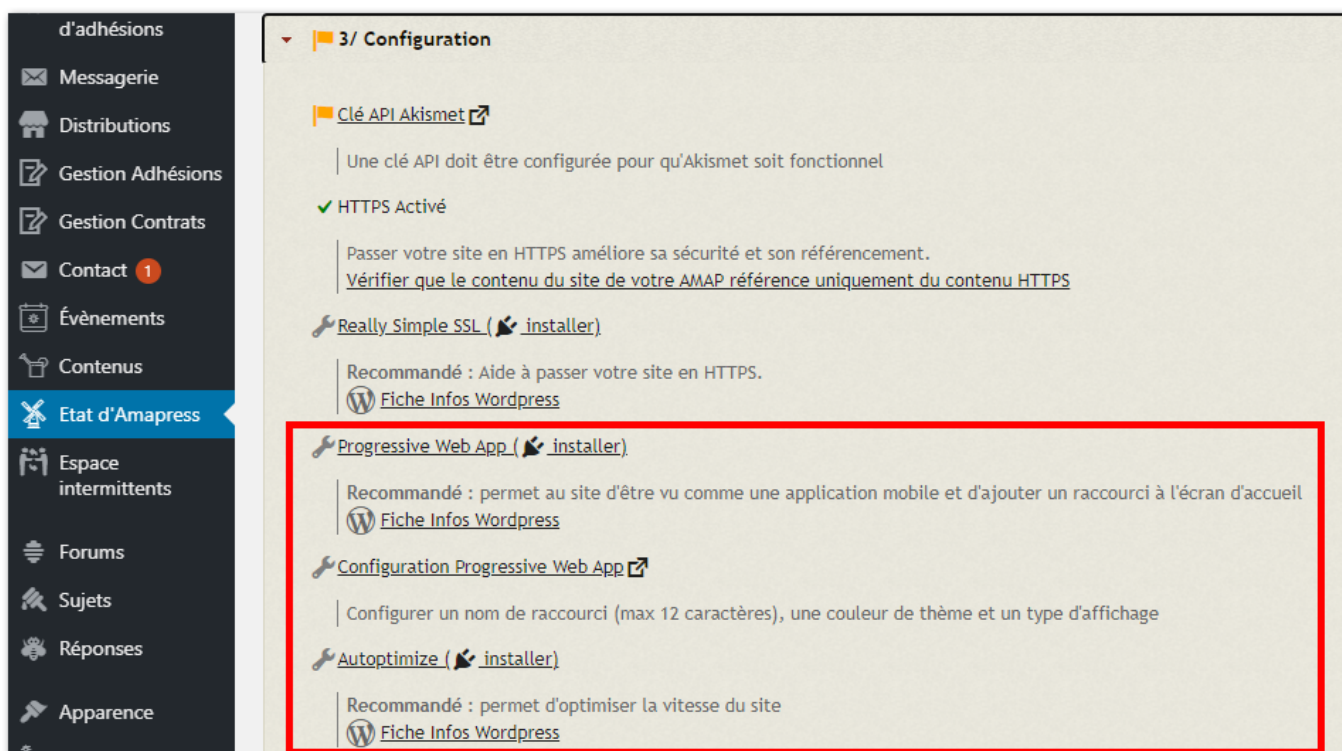 d'adhésions
Messagerie
Distributions
Gestion Adhésions
Gestion Contrats
Contact 1
Évènements
Contenus
Etat d'Amapress
Espace
intermittents
Forums
Sujets
Réponses
Apparence
3/ Configuration
Clé API Akismet
Une clé API doit être configurée pour qu'Akismet soit fonctionnel
HTTPS Activé
Passer votre site en HTTPS améliore sa sécurité et son référencement.
Vérifier que le contenu du site de votre AMAP référence uniquement du contenu HTTPS
Really Simple SSL ( installer)
Recommandé : Aide à passer votre site en HTTPS.
Fiche Infos Wordpress
Progressive Web App ( installer)
Recommandé : permet au site d'être vu comme une application mobile et d'ajouter un raccourci à l'écran d'accueil
Fiche Infos Wordpress
Configuration Progressive Web App
Configurer un nom de raccourci (max 12 caractères), une couleur de thème et un type d'affichage
Autoptimize ( installer)
Recommandé : permet d'optimiser la vitesse du site
Fiche Infos Wordpress